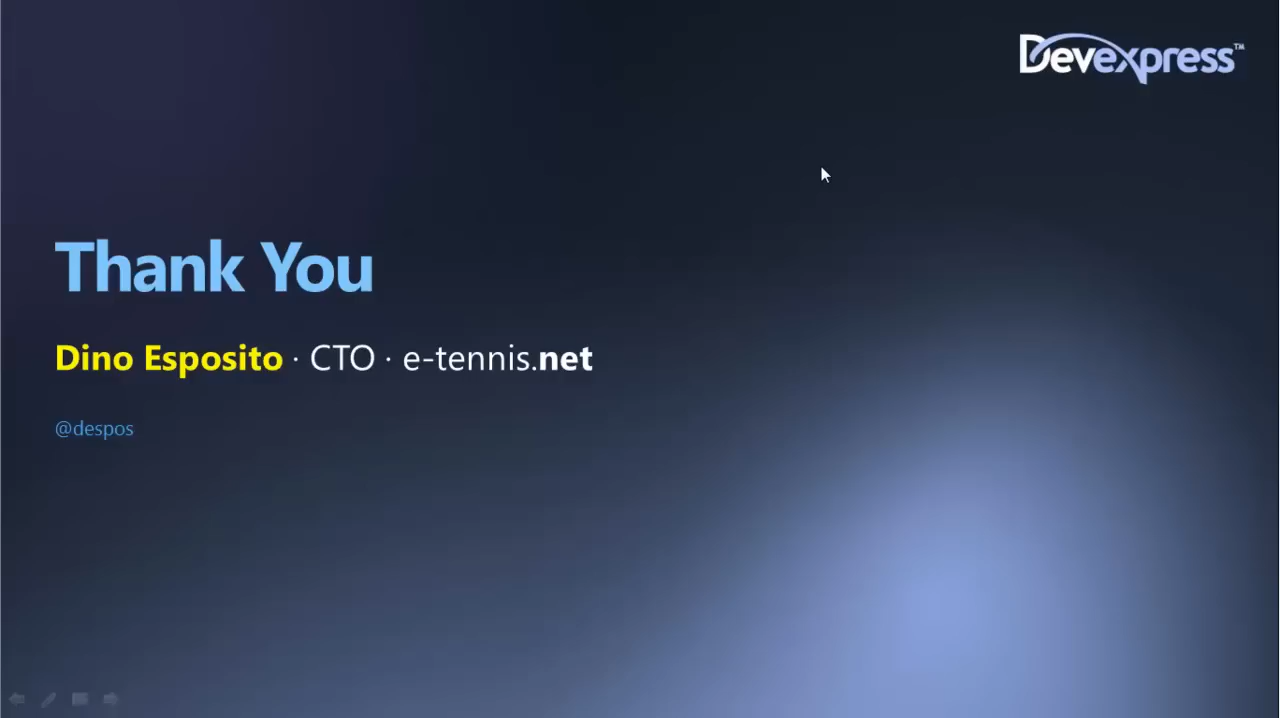 Devexpress™
Thank You
Dino Esposito · CTO · e-tennis.net
@despos